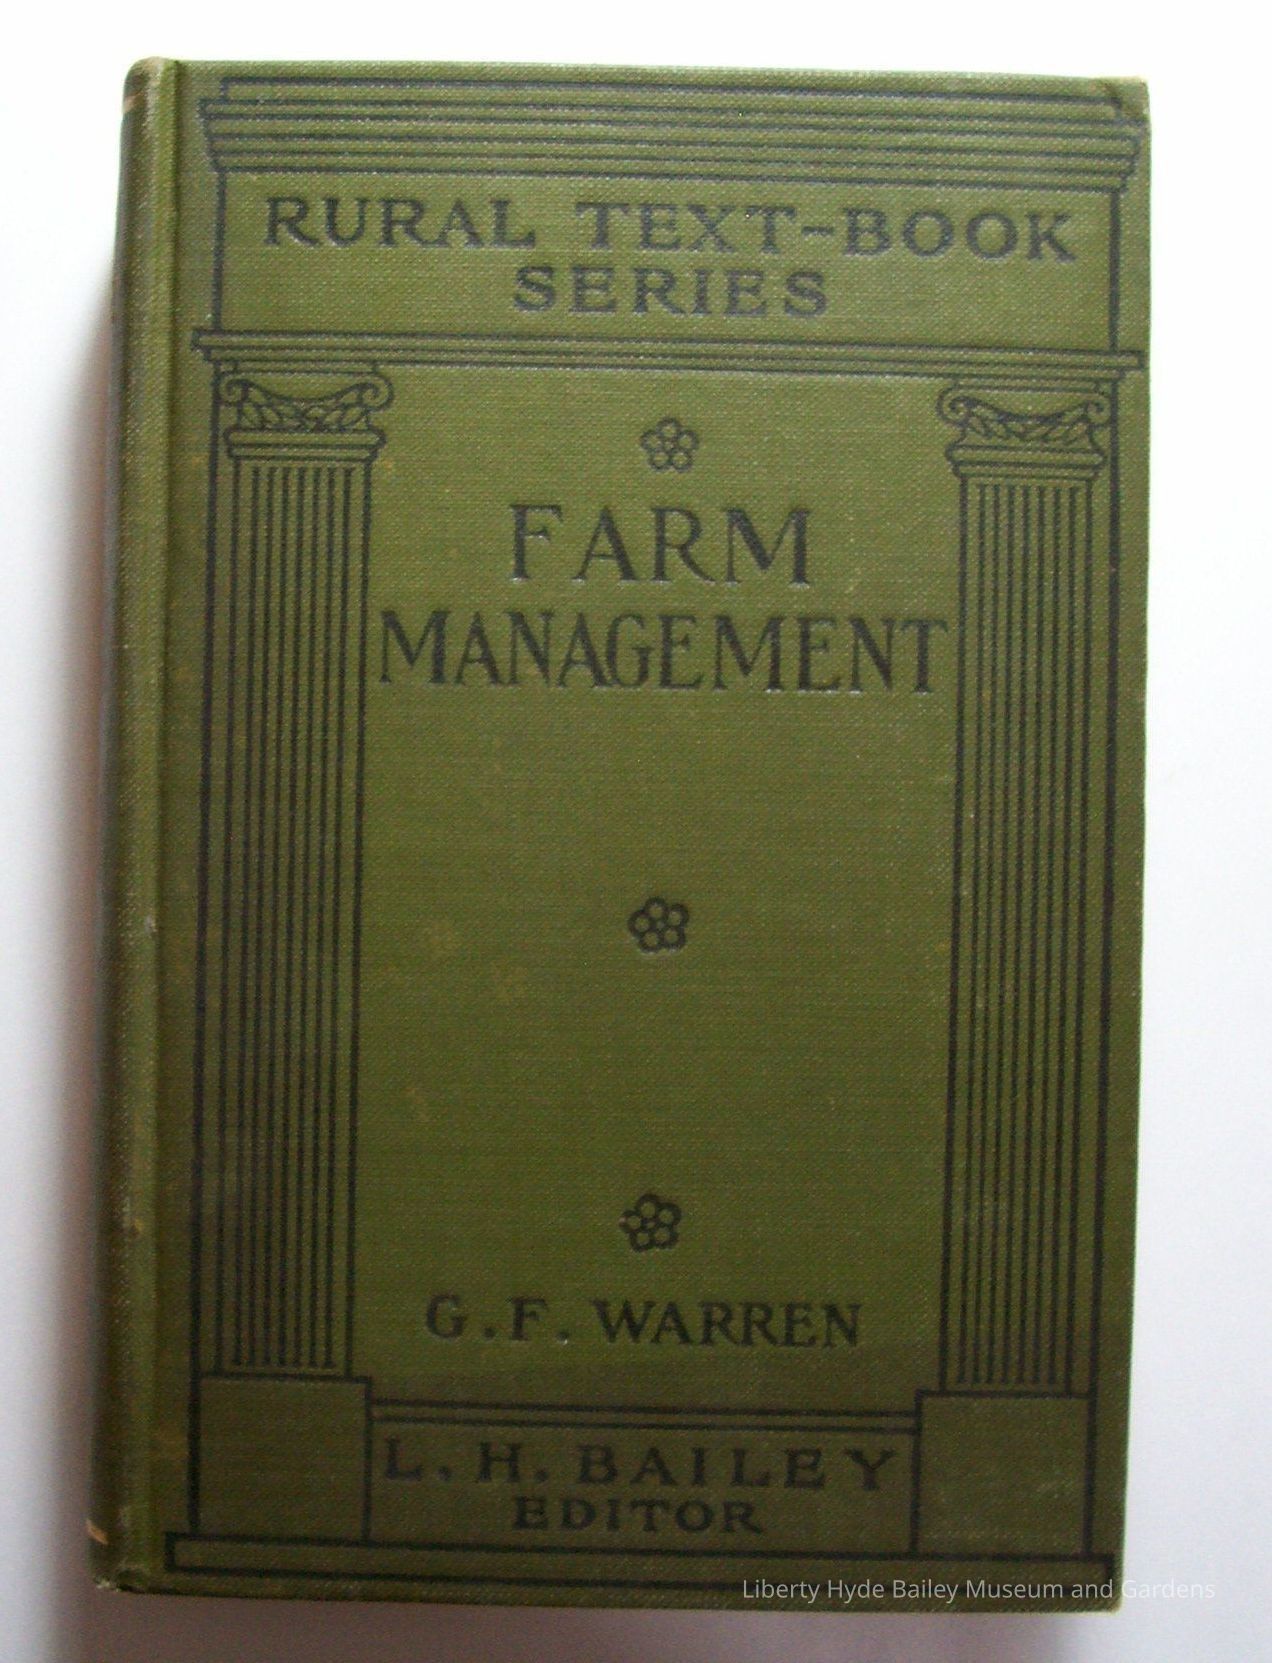 RURAL TEXT-BOOK
SERIES
FARM
MANAGEMENT
G. F. WARREN
L. H. BAILEY
EDITOR
Liberty Hyde Bailey Museum and Gardens